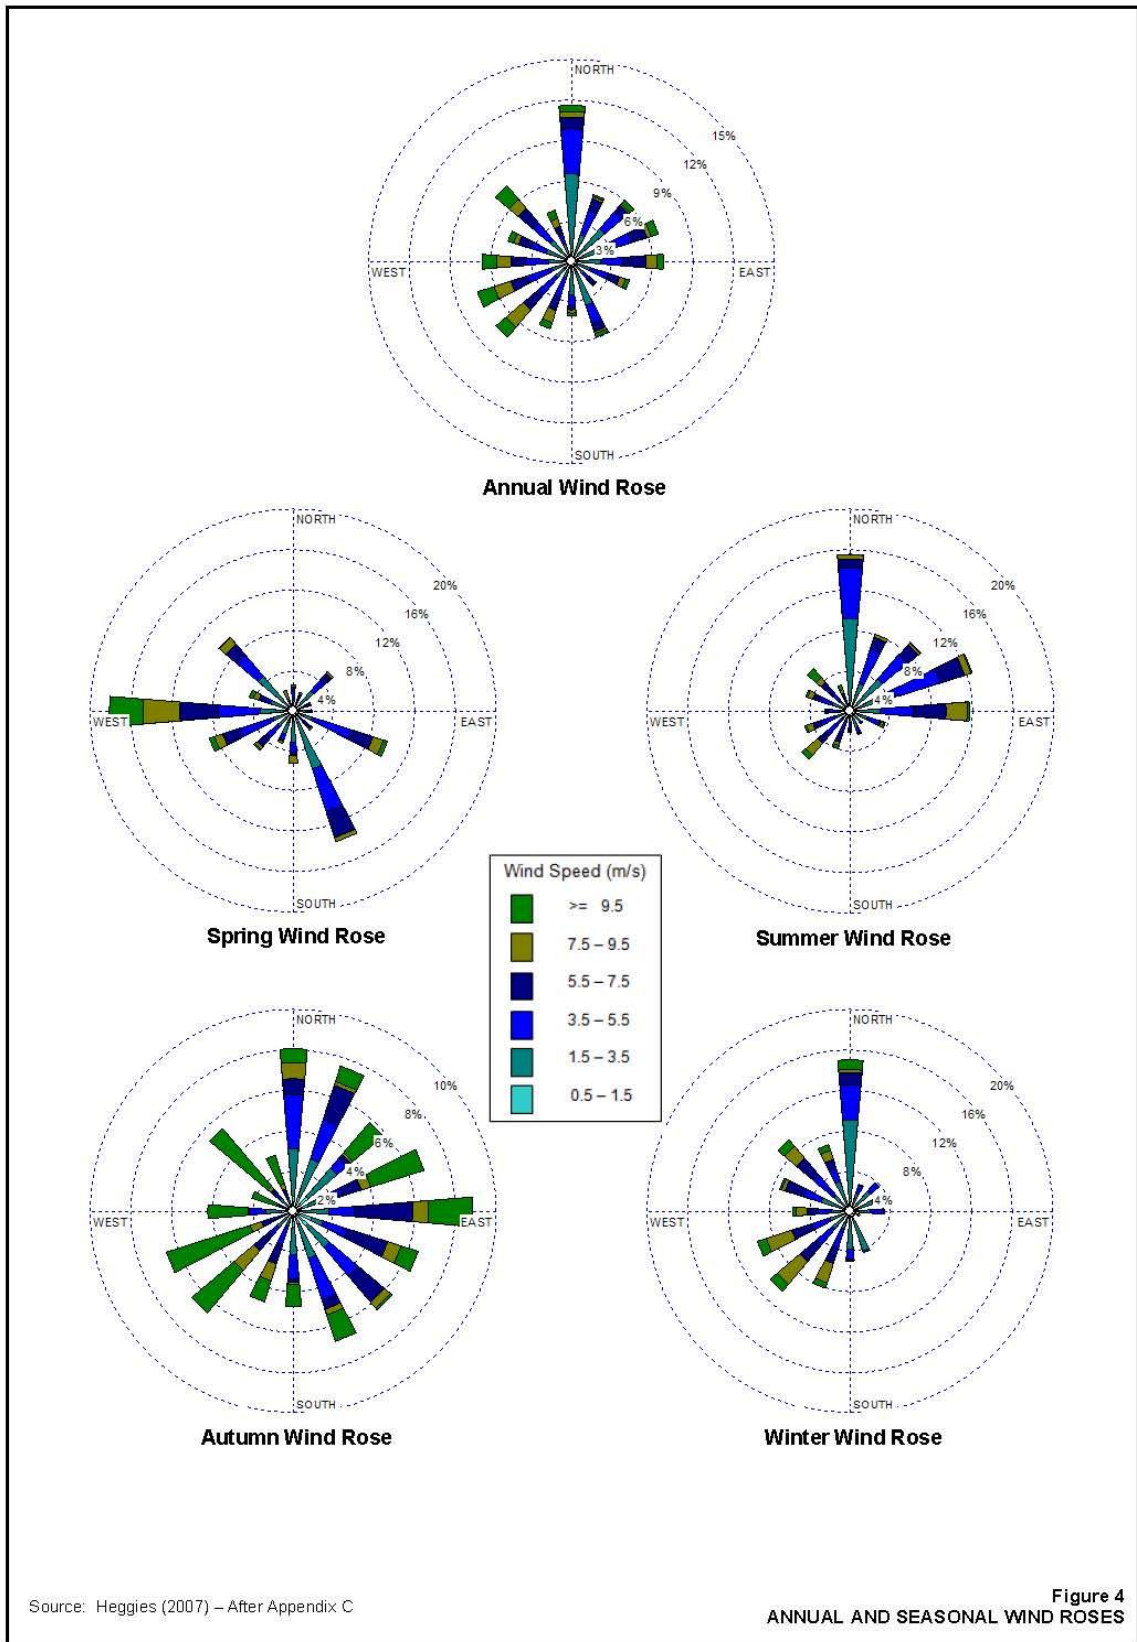 NORTH
15%
12%
9%
6%
3%
WEST
EAST
SOUTH
Annual Wind Rose
NORTH
20%
16%
12%
8%
4%
WEST
EAST
SOUTH
Spring Wind Rose
NORTH
20%
16%
12%
8%
4%
WEST
EAST
SOUTH
Summer Wind Rose
Wind Speed (m/s)
>= 9.5
7.5 – 9.5
5.5 – 7.5
3.5 – 5.5
1.5 – 3.5
0.5 – 1.5
NORTH
10%
8%
6%
4%
2%
WEST
EAST
SOUTH
Autumn Wind Rose
NORTH
20%
16%
12%
8%
4%
WEST
EAST
SOUTH
Winter Wind Rose
Source: Heggies (2007) – After Appendix C
Figure 4
ANNUAL AND SEASONAL WIND ROSES